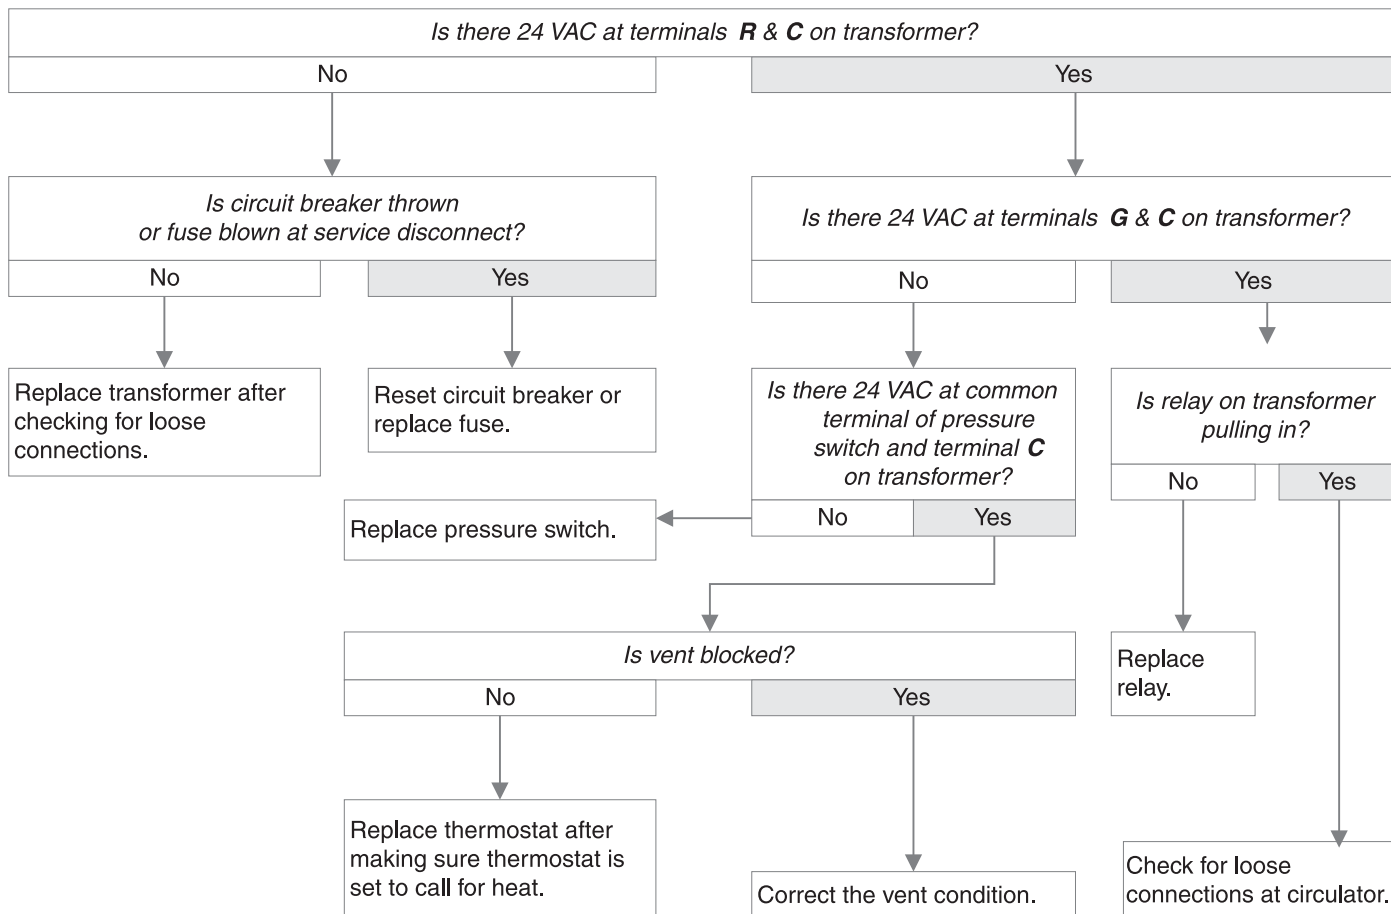 Is there 24 VAC at terminals R & C on transformer?
No
Yes
Is circuit breaker thrown
or fuse blown at service disconnect?
No
Yes
Is there 24 VAC at terminals G & C on transformer?
No
Yes
Replace transformer after
checking for loose
connections.
Reset circuit breaker or
replace fuse.
Is there 24 VAC at common
terminal of pressure
switch and terminal C
on transformer?
No
Yes
Is relay on transformer
pulling in?
No
Yes
Replace pressure switch.
Is vent blocked?
No
Yes
Replace
relay.
Replace thermostat after
making sure thermostat is
set to call for heat.
Correct the vent condition.
Check for loose
connections at circulator.